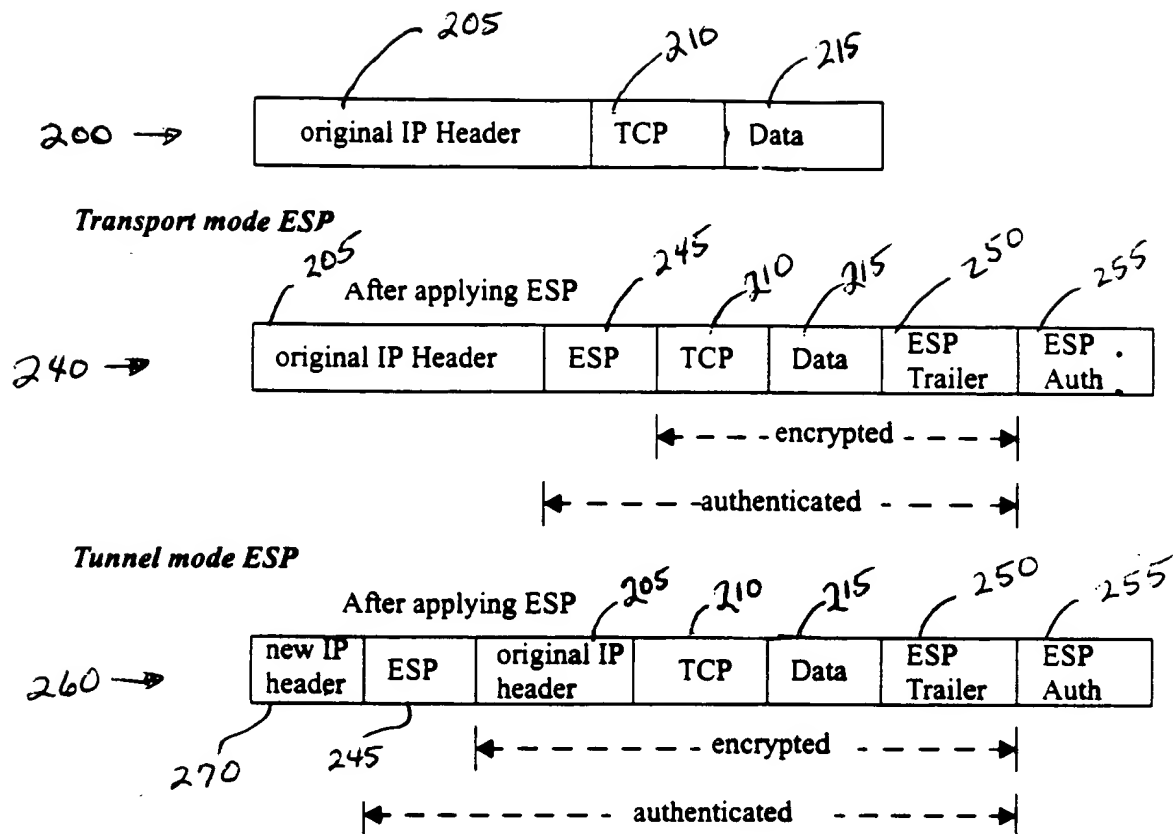 205 210 215
200 → original IP Header TCP Data
Transport mode ESP
205 245 210 215 250 255
After applying ESP
240 → original IP Header ESP TCP Data ESP Trailer ESP Auth
encrypted
authenticated
Tunnel mode ESP
After applying ESP 205 210 215 250 255
260 → new IP header ESP original IP header TCP Data ESP Trailer ESP Auth
270 245 encrypted
authenticated